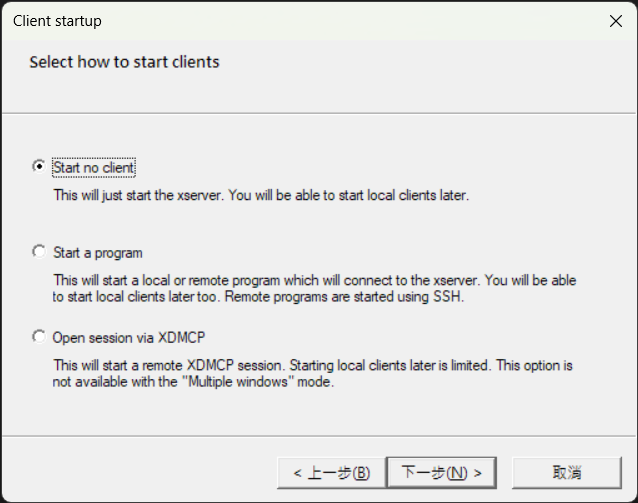 Client startup
Select how to start clients
Start no client
This will just start the xserver. You will be able to start local clients later.
Start a program
This will start a local or remote program which will connect to the xserver. You will be able
to start local clients later too. Remote programs are started using SSH.
Open session via XDMCP
This will start a remote XDMCP session. Starting local clients later is limited. This option is
not available with the "Multiple windows" mode.
< 上一步(B) 下一步(N) > 取消